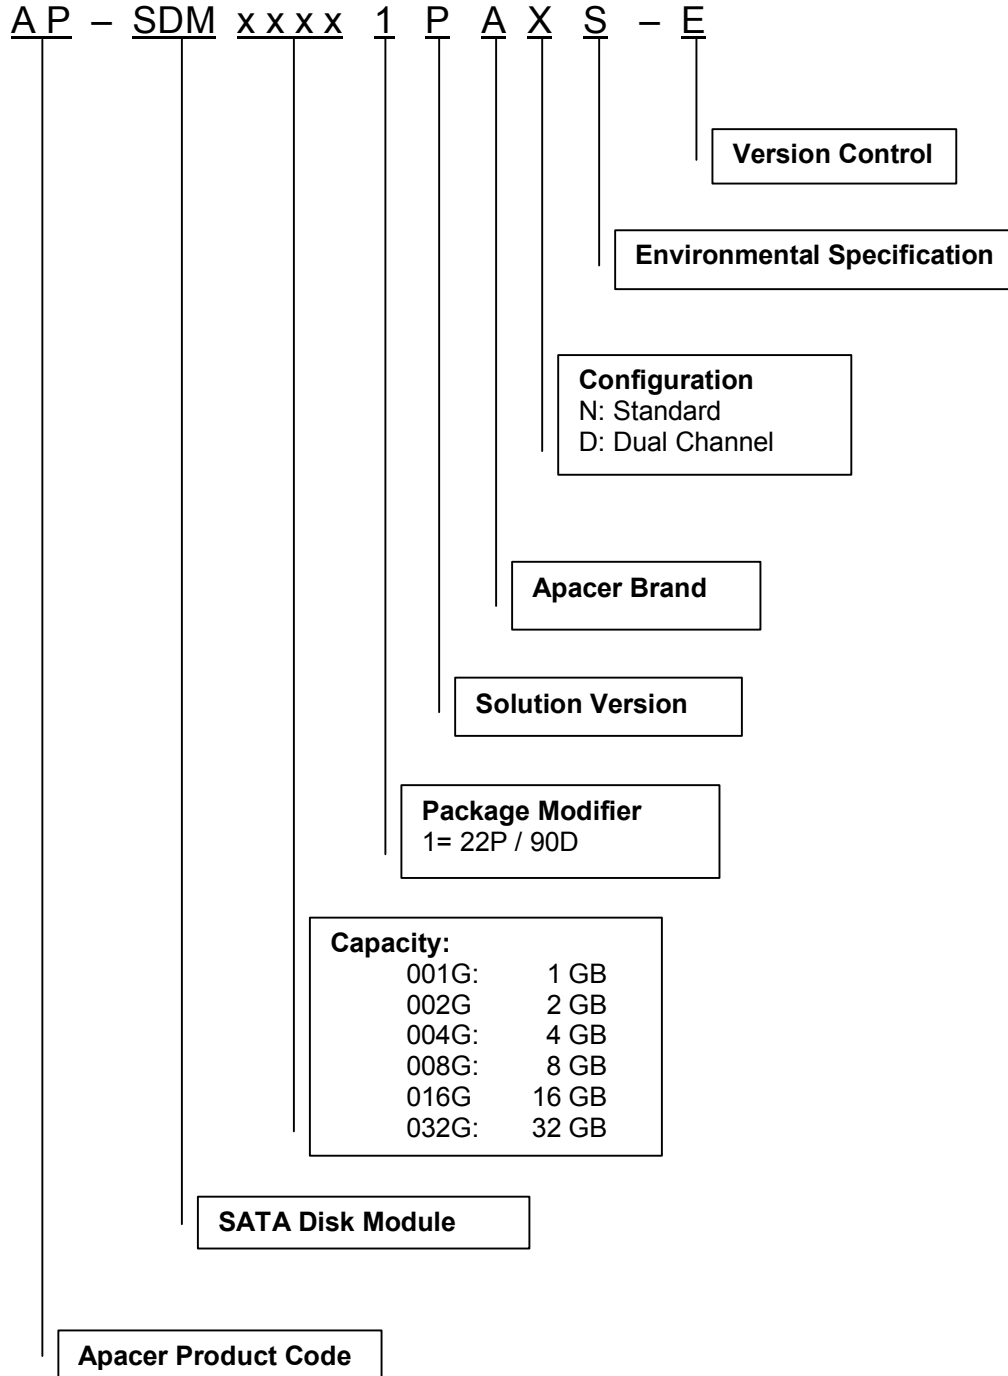 A P – SDM x x x x 1 P A X S – E
Version Control
Environmental Specification
Configuration
N: Standard
D: Dual Channel
Apacer Brand
Solution Version
Package Modifier
1= 22P / 90D
Capacity:
001G: 1 GB
002G 2 GB
004G: 4 GB
008G: 8 GB
016G 16 GB
032G: 32 GB
SATA Disk Module
Apacer Product Code